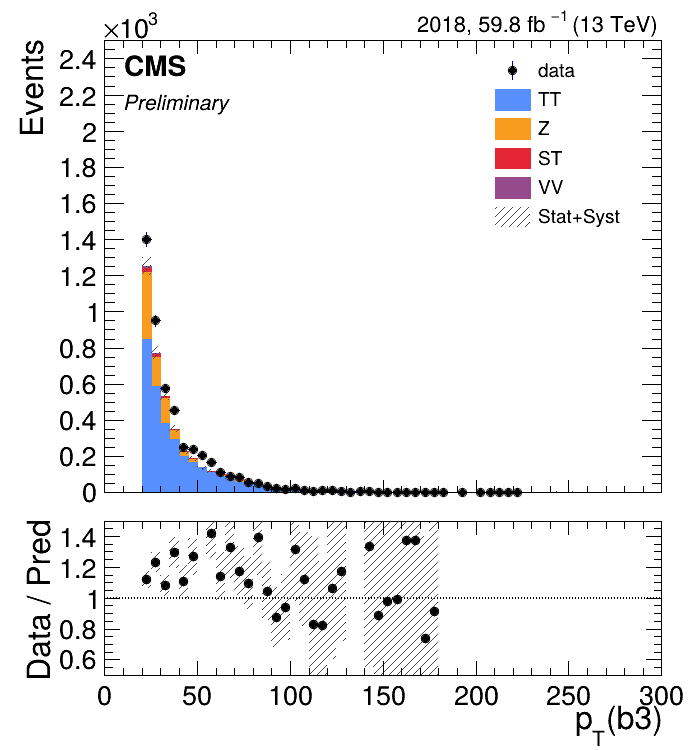 ×10³
2018, 59.8 fb⁻¹ (13 TeV)
Events
CMS
Preliminary
data
TT
Z
ST
VV
Stat+Syst
2.4
2.2
2
1.8
1.6
1.4
1.2
1
0.8
0.6
0.4
0.2
0
Data / Pred
1.4
1.2
1
0.8
0.6
0 50 100 150 200 250 300
p_T(b3)